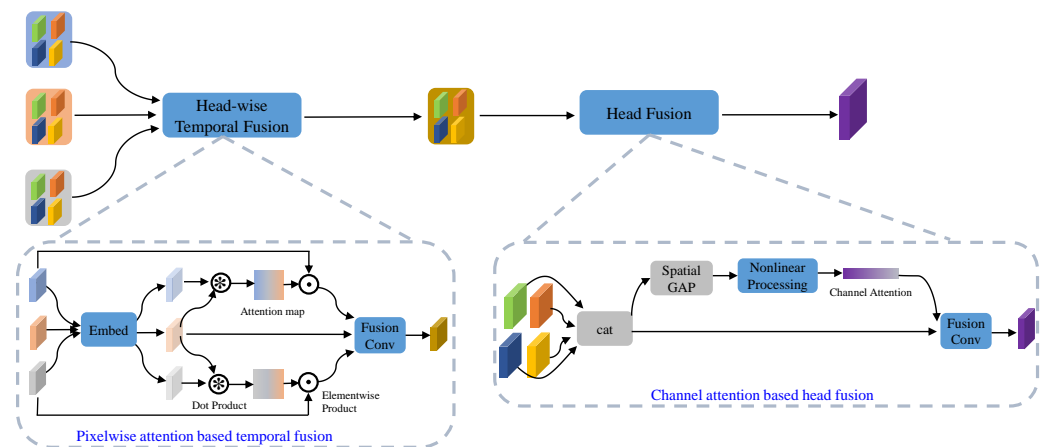 Head-wise
Temporal Fusion
Head Fusion
Embed
Attention map
Dot Product
Elementwise
Product
Fusion
Conv
Pixelwise attention based temporal fusion
cat
Spatial
GAP
Nonlinear
Processing
Channel Attention
Fusion
Conv
Channel attention based head fusion